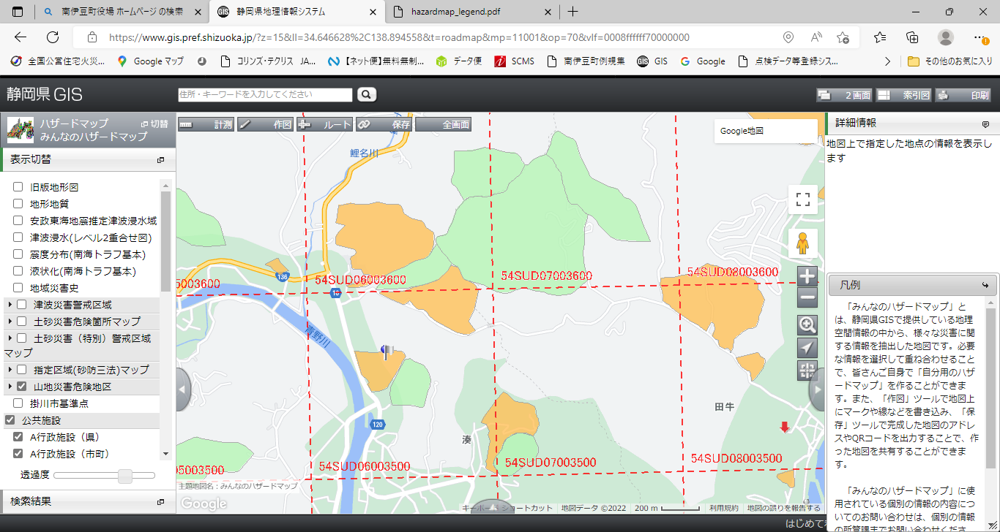 南伊豆町役場 ホームページ の検索
静岡県地理情報システム
hazardmap_legend.pdf
https://www.gis.pref.shizuoka.jp/?z=15&ll=34.646628%2C138.894558&t=roadmap&mp=11001&op=70&vlf=0008ffffff70000000
全国公営住宅火災...
Google マップ
コリンズ・テクリス JA...
【ネット便】無料無制...
データ便
SCMS
南伊豆町例規集
GIS
Google
点検データ等登録シス...
その他のお気に入り
静岡県 GIS
住所・キーワードを入力してください
2画面
索引図
印刷
ハザードマップ
切替
みんなのハザードマップ
計測
作図
ルート
保存
全画面
Google地図
詳細情報
地図上で指定した地点の情報を表示し
ます
表示切替
旧版地形図
地形地質
安政東海地震推定津波浸水域
津波浸水(レベル2重合せ図)
震度分布(南海トラフ基本)
液状化(南海トラフ基本)
地域災害史
津波災害警戒区域
土砂災害危険箇所マップ
土砂災害（特別）警戒区域
マップ
指定区域(砂防三法)マップ
山地災害危険地区
掛川市基準点
公共施設
A行政施設（県）
A行政施設（市町）
透過度
検索結果
鯉名川
136
5003600
54SUD06003600
54SUD07003600
54SUD08003600
16
青野川
120
湊
田牛
05003500
54SUD06003500
54SUD07003500
54SUD08003500
主題地図名：みんなのハザードマップ
Google
キーボード ショートカット
地図データ ©2022
200 m
利用規約
地図の誤りを報告する
凡例
「みんなのハザードマップ」と
は、静岡県GISで提供している地理
空間情報の中から、様々な災害に関
する情報を抽出した地図です。必要
な情報を選択して重ね合わせること
で、皆さんご自身で「自分用のハザ
ードマップ」を作ることができま
す。また、「作図」ツールで地図上
にマークや線などを書き込み、「保
存」ツールで完成した地図のアドレ
スやQRコードを出力することで、作
った地図を共有することができま
す。
「みんなのハザードマップ」に使
用されている個別の情報の内容につ
いてのお問い合わせは、個別の情報
の所管課までお問い合わせくださ
はじめて